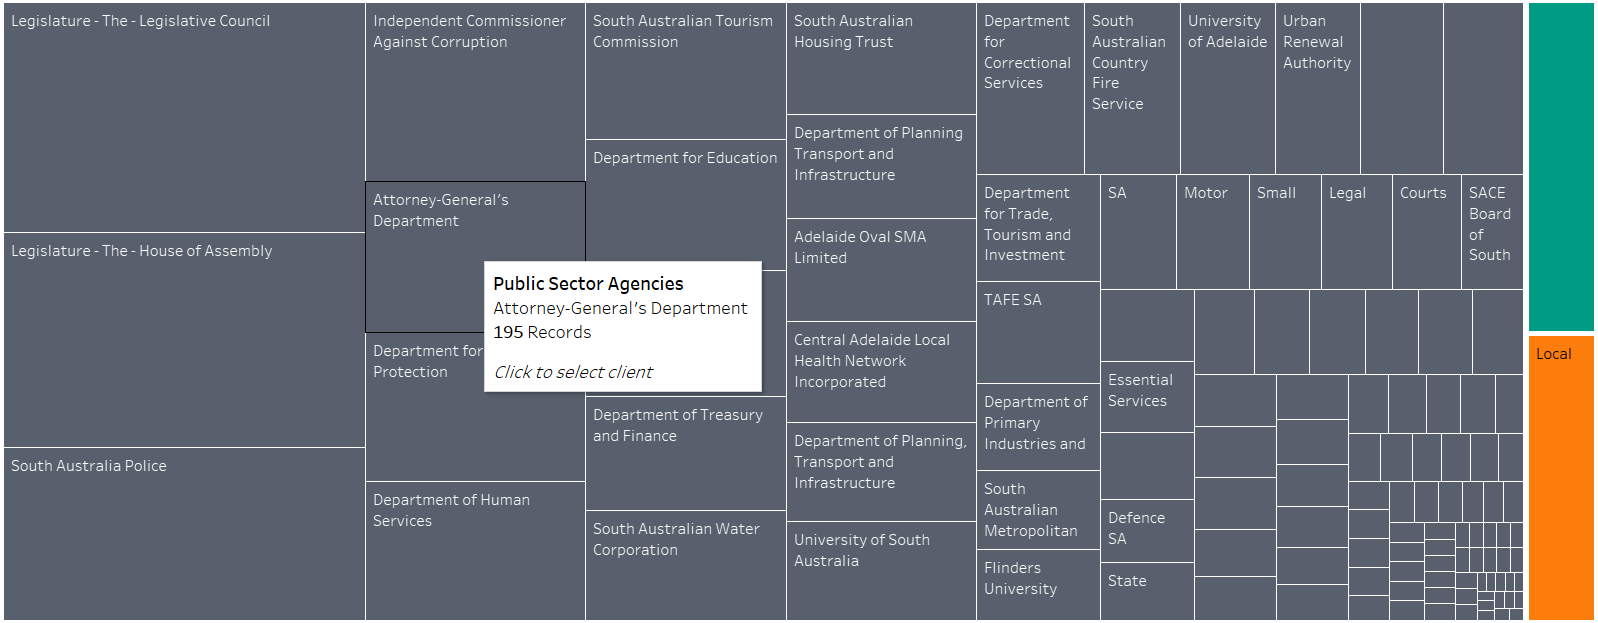 Legislature - The - Legislative Council
Legislature - The - House of Assembly
South Australia Police
Independent Commissioner
Against Corruption
Attorney-General's
Department
Department for
Protection
Department of Human
Services
South Australian Tourism
Commission
Department for Education
Public Sector Agencies
Attorney-General's Department
195 Records
Click to select client
Department of Treasury
and Finance
South Australian Water
Corporation
South Australian
Housing Trust
Department of Planning
Transport and
Infrastructure
Adelaide Oval SMA
Limited
Central Adelaide Local
Health Network
Incorporated
Department of Planning,
Transport and
Infrastructure
University of South
Australia
Department
for
Correctional
Services
South
Australian
Country
Fire
Service
University
of Adelaide
Urban
Renewal
Authority
Department
for Trade,
Tourism and
Investment
TAFE SA
Department of
Primary
Industries and
South
Australian
Metropolitan
Flinders
University
SA
Motor
Small
Legal
Courts
SACE
Board
of
South
Essential
Services
Defence
SA
State
Local